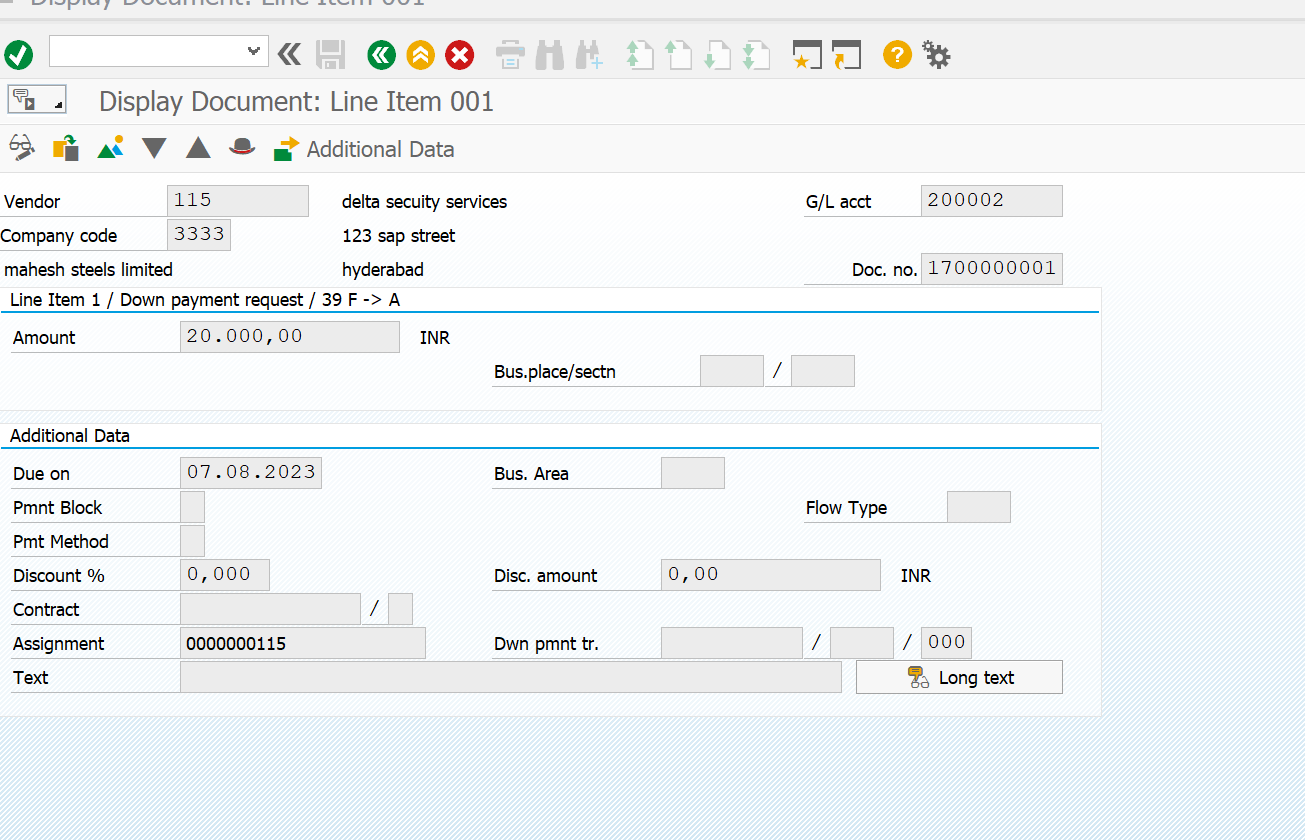 Display Document: Line Item 001
Display Document: Line Item 001
Additional Data
Vendor 115 delta secuity services G/L acct 200002
Company code 3333 123 sap street
mahesh steels limited hyderabad Doc. no. 1700000001
Line Item 1 / Down payment request / 39 F -> A
Amount 20.000,00 INR
Bus.place/sectn /
Additional Data
Due on 07.08.2023 Bus. Area
Pmnt Block Flow Type
Pmt Method
Discount % 0,000 Disc. amount 0,00 INR
Contract /
Assignment 0000000115 Dwn pmnt tr. / / 000
Text Long text